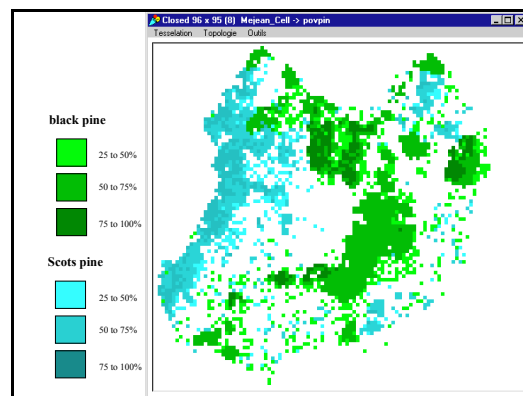 Closed 96 x 95 (8) Mejean_Cell -> povpin
Tesselation Topologie Outils
black pine
25 to 50%
50 to 75%
75 to 100%
Scots pine
25 to 50%
50 to 75%
75 to 100%